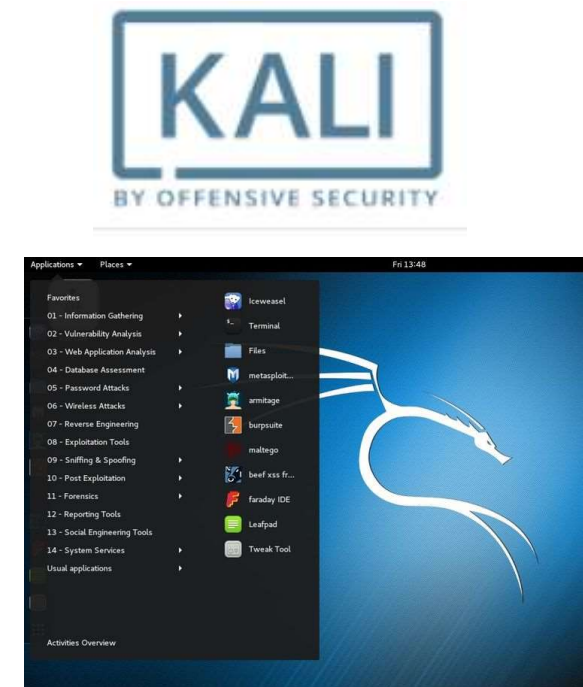 KALI
BY OFFENSIVE SECURITY
Applications Places Fri 13:48
Favorites
01 - Information Gathering
02 - Vulnerability Analysis
03 - Web Application Analysis
04 - Database Assessment
05 - Password Attacks
06 - Wireless Attacks
07 - Reverse Engineering
08 - Exploitation Tools
09 - Sniffing & Spoofing
10 - Post Exploitation
11 - Forensics
12 - Reporting Tools
13 - Social Engineering Tools
14 - System Services
Usual applications
Activities Overview
Iceweasel
Terminal
Files
metasploit...
armitage
burpsuite
maltego
beef xss fr...
faraday IDE
Leafpad
Tweak Tool